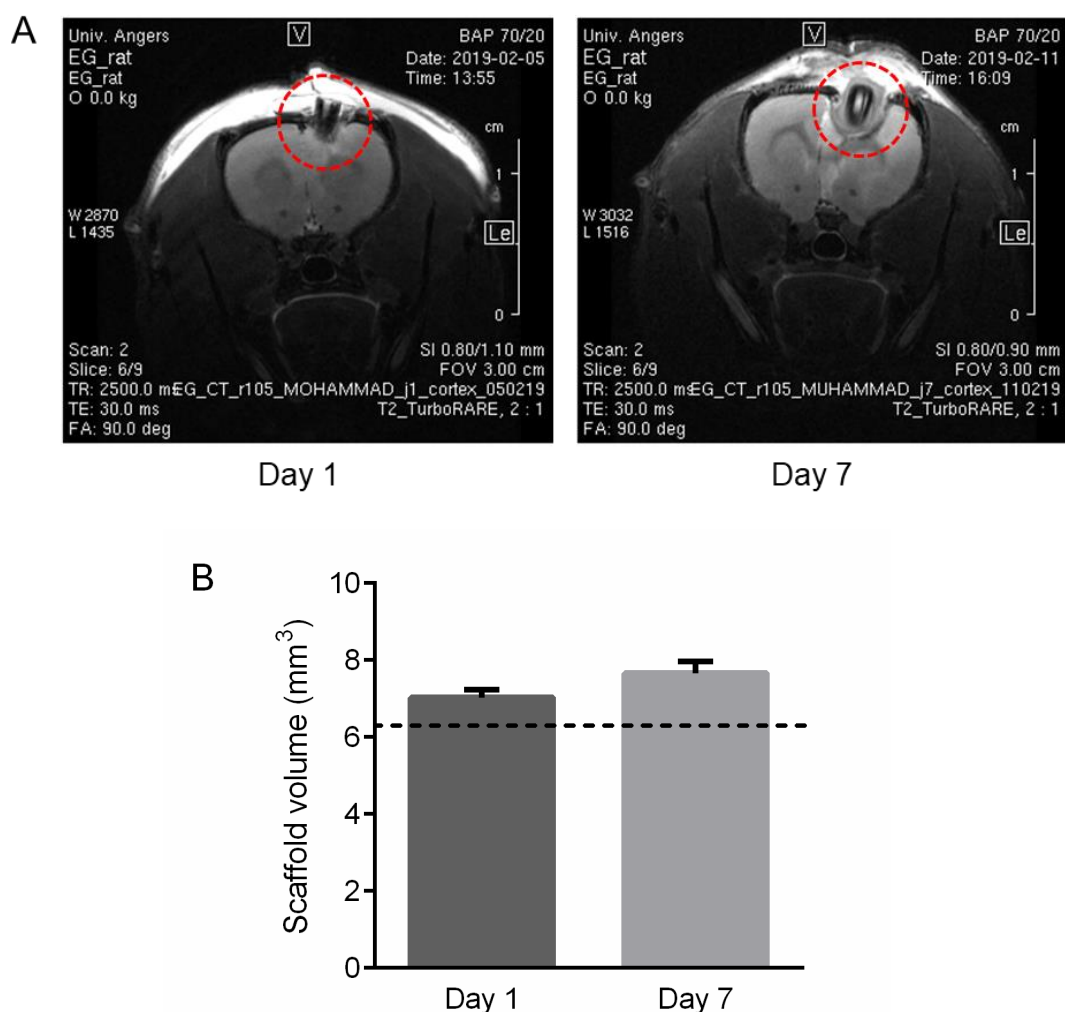 A
Univ. Angers
EG_rat
EG_rat
O 0.0 kg
V
BAP 70/20
Date: 2019-02-05
Time: 13:55
cm
1
W 2870
L 1435
Le
0
Scan: 2
Slice: 6/9
TR: 2500.0 ms
TE: 30.0 ms
FA: 90.0 deg
SI 0.80/1.10 mm
FOV 3.00 cm
EG_CT_r105_MOHAMMAD_j1_cortex_050219
T2_TurboRARE, 2 : 1
Day 1
Univ. Angers
EG_rat
EG_rat
O 0.0 kg
V
BAP 70/20
Date: 2019-02-11
Time: 16:09
cm
1
W 3032
L 1516
Le
0
Scan: 2
Slice: 6/9
TR: 2500.0 ms
TE: 30.0 ms
FA: 90.0 deg
SI 0.80/0.90 mm
FOV 3.00 cm
EG_CT_r105_MUHAMMAD_j7_cortex_110219
T2_TurboRARE, 2 : 1
Day 7
B
Scaffold volume (mm³)
10
8
6
4
2
0
Day 1
Day 7